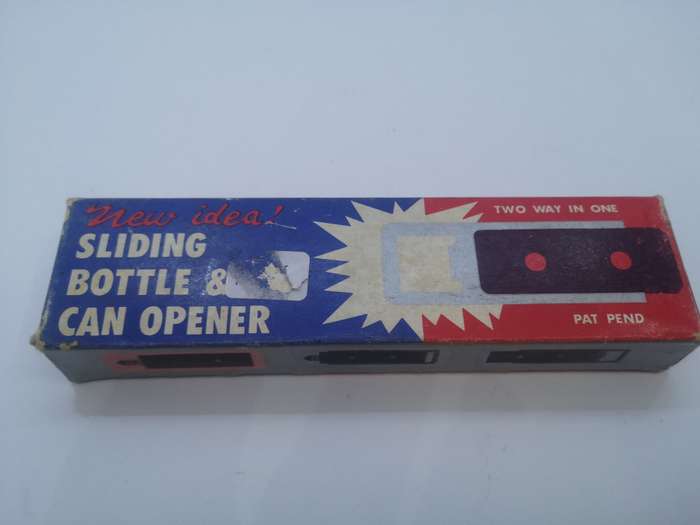 New idea!
SLIDING
BOTTLE &
CAN OPENER
TWO WAY IN ONE
PAT PEND